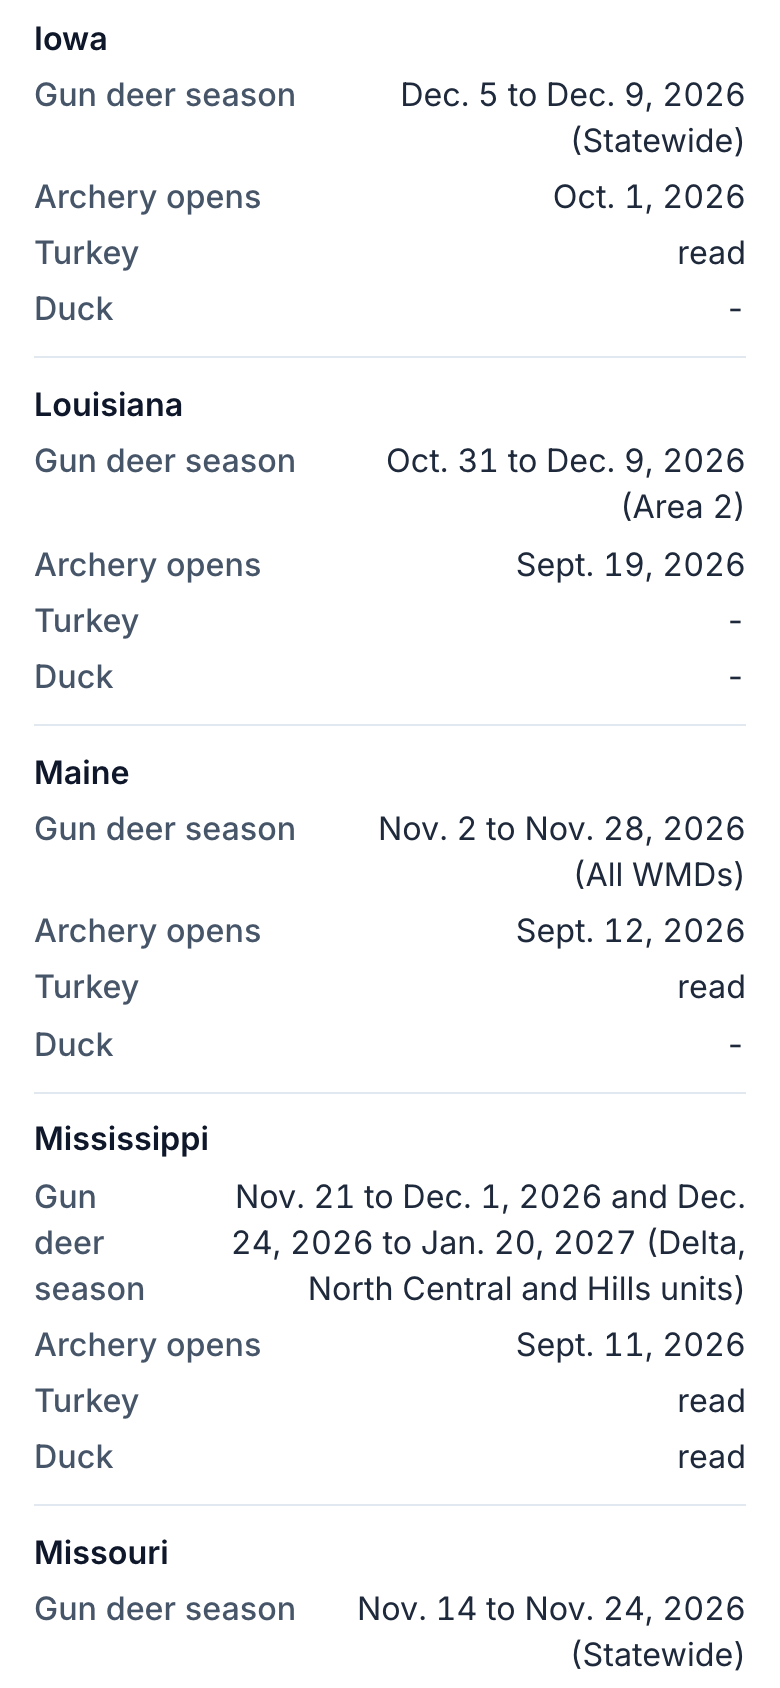 Iowa
Gun deer season Dec. 5 to Dec. 9, 2026
(Statewide)
Archery opens Oct. 1, 2026
Turkey read
Duck -
Louisiana
Gun deer season Oct. 31 to Dec. 9, 2026
(Area 2)
Archery opens Sept. 19, 2026
Turkey -
Duck -
Maine
Gun deer season Nov. 2 to Nov. 28, 2026
(All WMDs)
Archery opens Sept. 12, 2026
Turkey read
Duck -
Mississippi
Gun Nov. 21 to Dec. 1, 2026 and Dec.
deer 24, 2026 to Jan. 20, 2027 (Delta,
season North Central and Hills units)
Archery opens Sept. 11, 2026
Turkey read
Duck read
Missouri
Gun deer season Nov. 14 to Nov. 24, 2026
(Statewide)